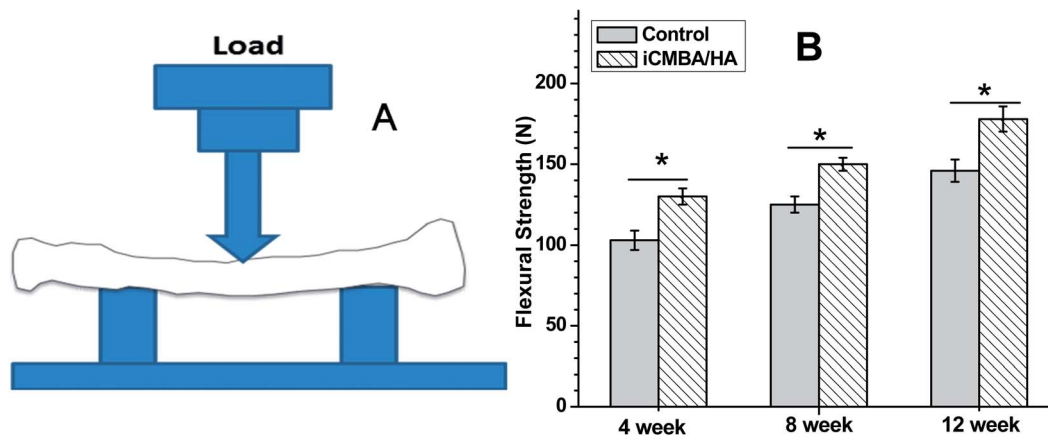 Load
A
B
Control
iCMBA/HA
Flexural Strength (N)
200
150
100
50
0
*
*
*
4 week
8 week
12 week